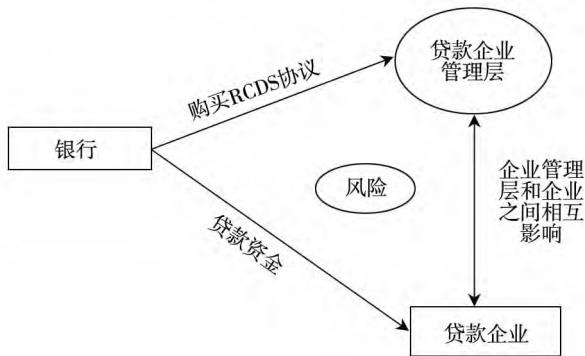 贷款企业
管理层
购买RCDS协议
银行
风险
企业管理
层和企业
之间相互
影响
贷款资金
贷款企业